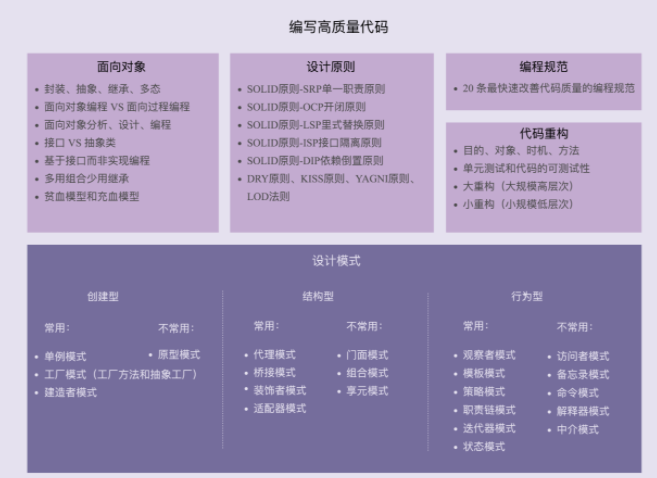 编写高质量代码
面向对象
封装、抽象、继承、多态
面向对象编程 VS 面向过程编程
面向对象分析、设计、编程
接口 VS 抽象类
基于接口而非实现编程
多用组合少用继承
贫血模型和充血模型
设计原则
SOLID原则-SRP单一职责原则
SOLID原则-OCP开闭原则
SOLID原则-LSP里式替换原则
SOLID原则-ISP接口隔离原则
SOLID原则-DIP依赖倒置原则
DRY原则、KISS原则、YAGNI原则、
LOD法则
编程规范
20 条最快速改善代码质量的编程规范
代码重构
目的、对象、时机、方法
单元测试和代码的可测试性
大重构（大规模高层次）
小重构（小规模低层次）
设计模式
创建型
常用：
单例模式
工厂模式（工厂方法和抽象工厂）
建造者模式
不常用：
原型模式
结构型
常用：
代理模式
桥接模式
装饰者模式
适配器模式
不常用：
门面模式
组合模式
享元模式
行为型
常用：
观察者模式
模板模式
策略模式
职责链模式
迭代器模式
状态模式
不常用：
访问者模式
备忘录模式
命令模式
解释器模式
中介模式